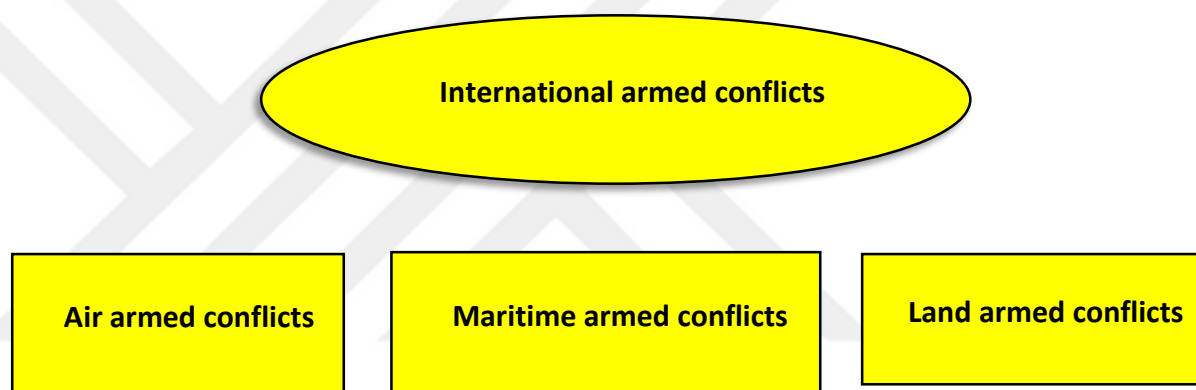 International armed conflicts
Air armed conflicts
Maritime armed conflicts
Land armed conflicts